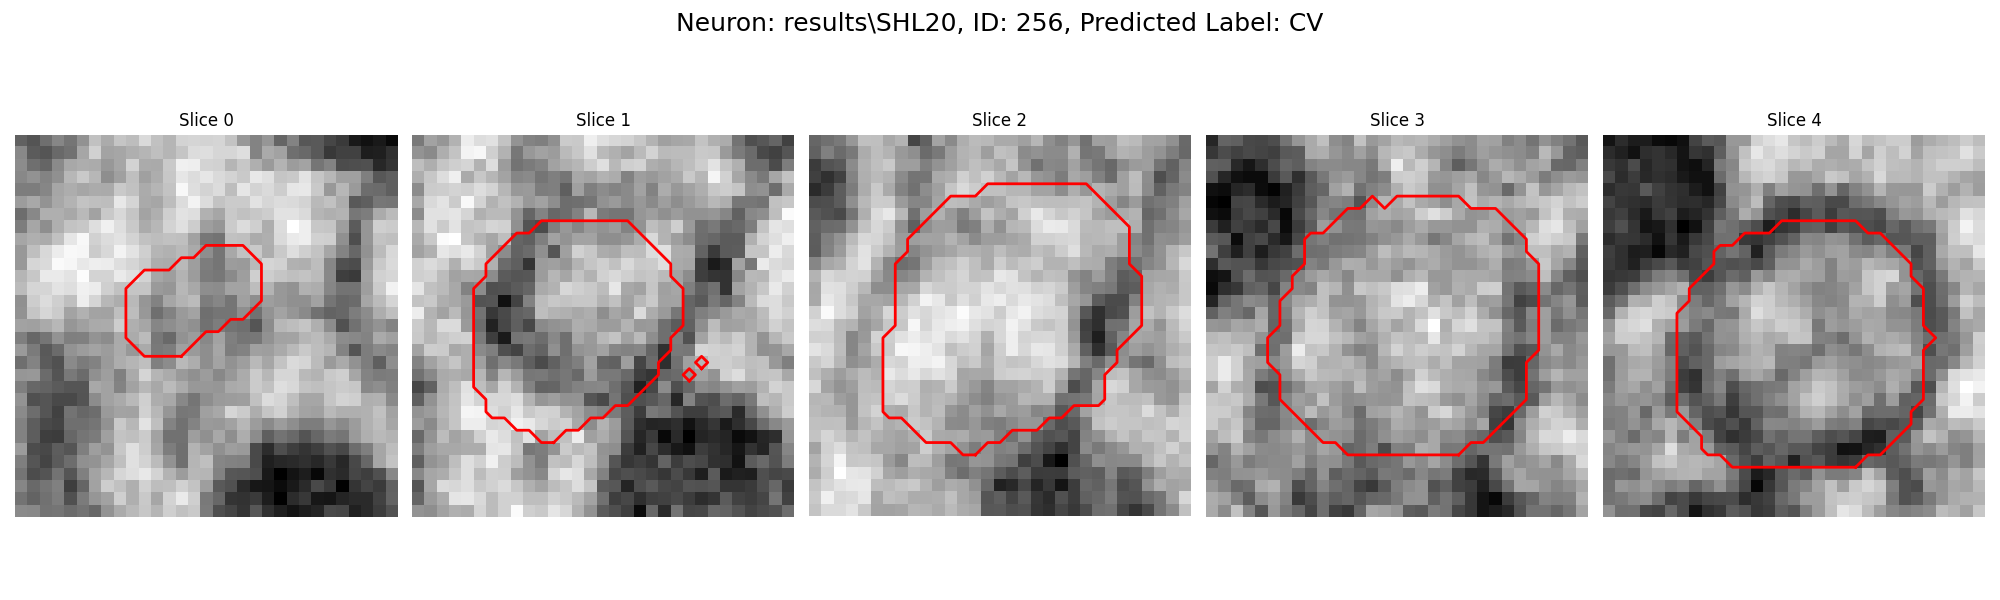 Neuron: results\SHL20, ID: 256, Predicted Label: CV
Slice 0
Slice 1
Slice 2
Slice 3
Slice 4